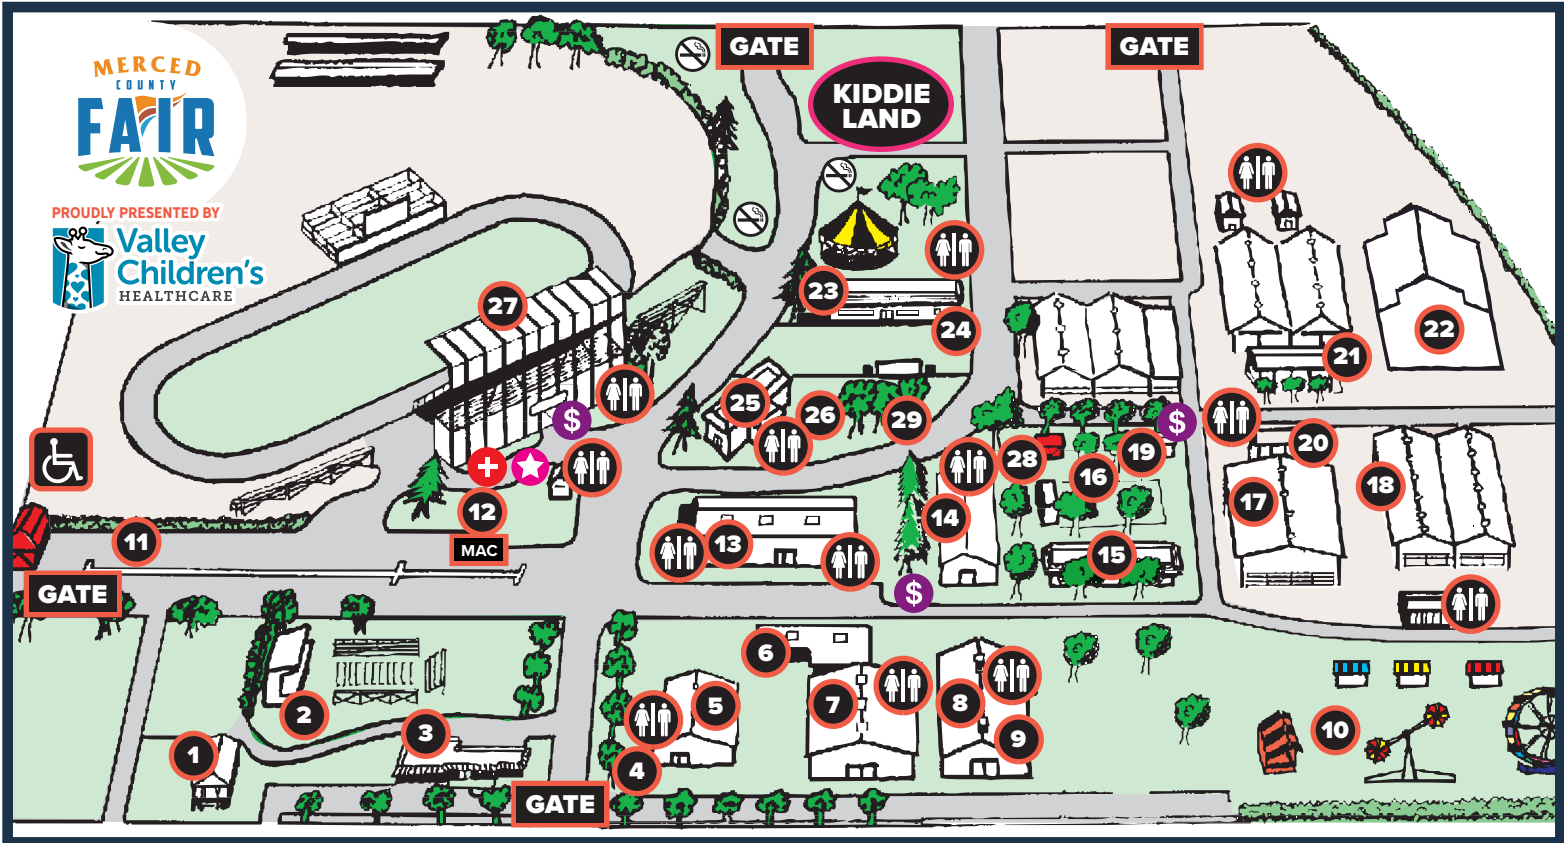 MERCED
COUNTY
FAIR
PROUDLY PRESENTED BY
Valley
Children's
HEALTHCARE
GATE
GATE
KIDDIE
LAND
27
23
24
22
21
25
26
29
$
$
28
19
16
20
17
18
12
MAC
11
13
14
15
$
GATE
6
2
3
1
5
7
8
9
4
10
GATE